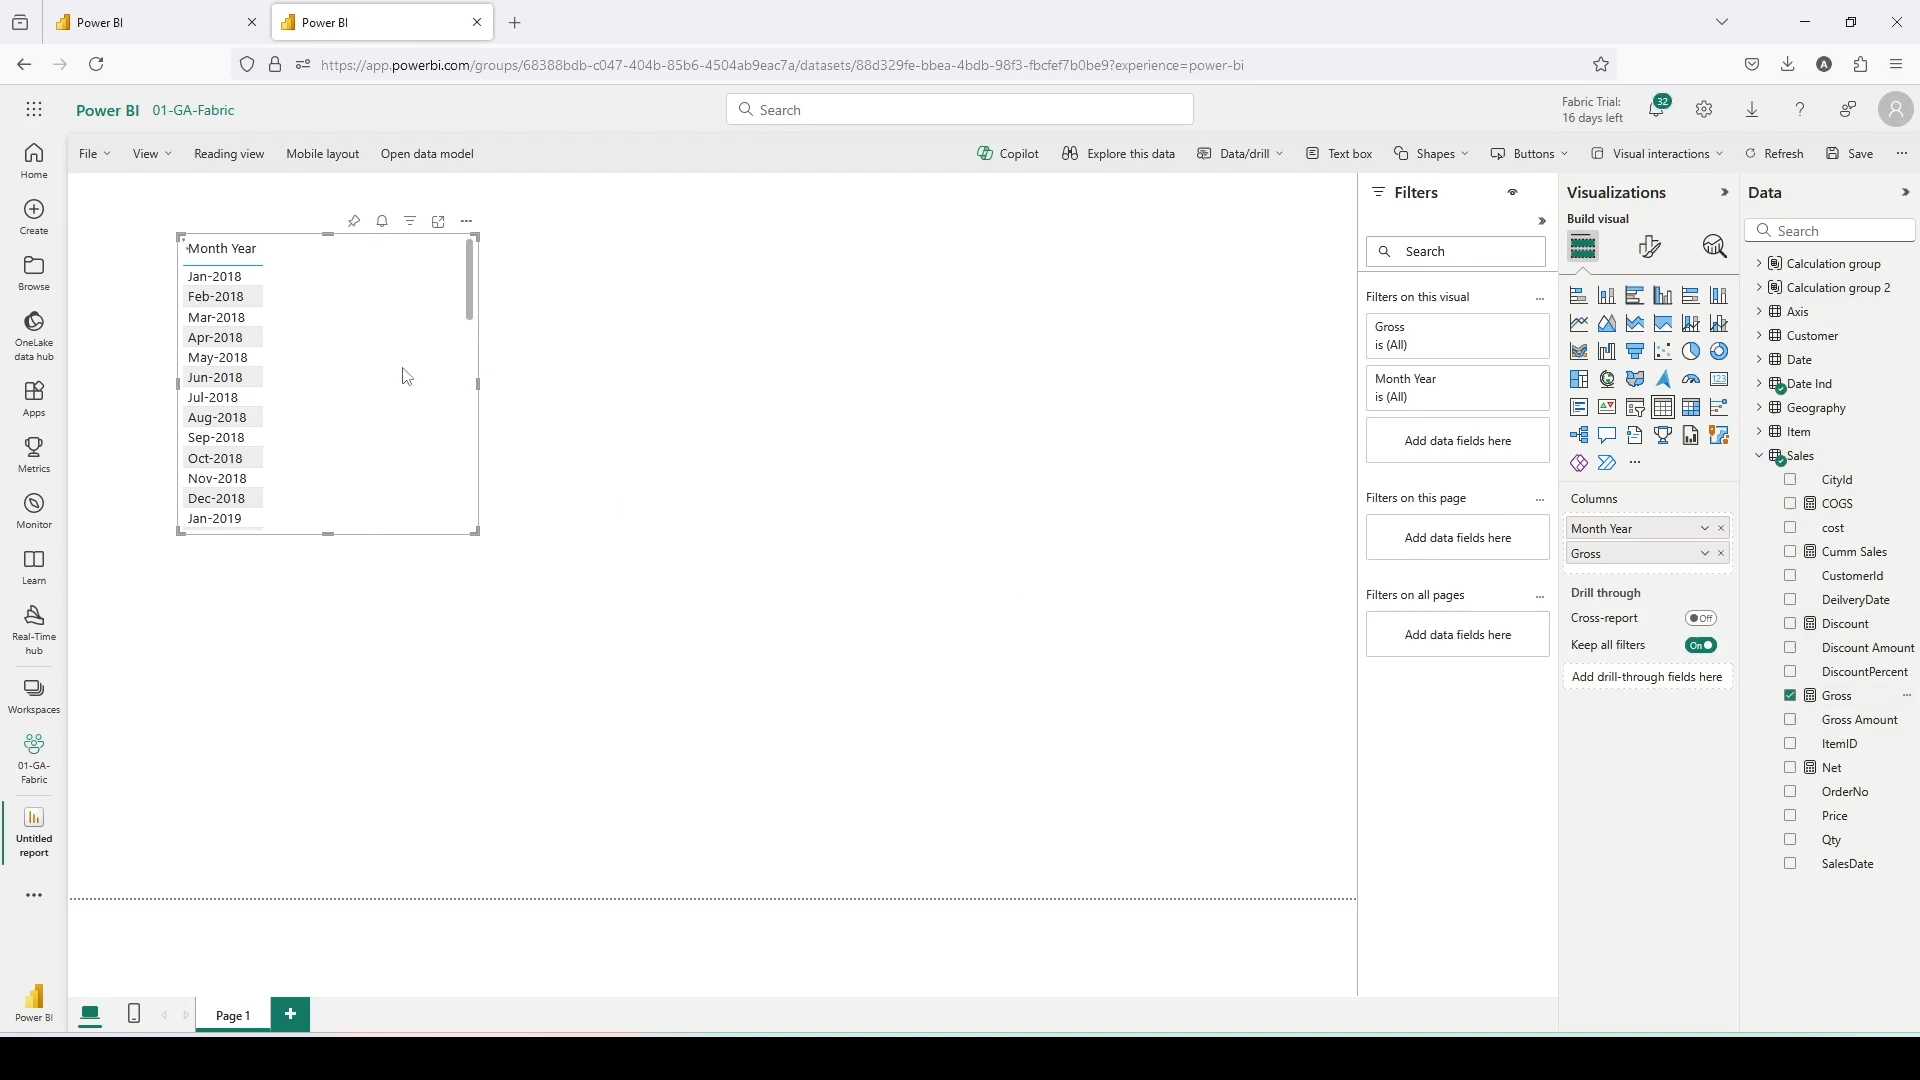 Power BI
Power BI
https://app.powerbi.com/groups/68388bdb-c047-404b-85b6-4504ab9eac7a/datasets/88d329fe-bbea-4bdb-98f3-fbcfef7b0be9?experience=power-bi
A
Power BI 01-GA-Fabric
Search
Fabric Trial:
16 days left
32
File View Reading view Mobile layout Open data model
Copilot Explore this data Data/drill Text box Shapes Buttons Visual interactions Refresh Save
Home
Create
Browse
OneLake
data hub
Apps
Metrics
Monitor
Learn
Real-Time
hub
Workspaces
01-GA-
Fabric
Untitled
report
Power BI
Month Year
Jan-2018
Feb-2018
Mar-2018
Apr-2018
May-2018
Jun-2018
Jul-2018
Aug-2018
Sep-2018
Oct-2018
Nov-2018
Dec-2018
Jan-2019
Page 1
Filters
Search
Filters on this visual
Gross
is (All)
Month Year
is (All)
Add data fields here
Filters on this page
Add data fields here
Filters on all pages
Add data fields here
Visualizations
Build visual
123
Columns
Month Year
Gross
Drill through
Cross-report Off
Keep all filters On
Add drill-through fields here
Data
Search
Calculation group
Calculation group 2
Axis
Customer
Date
Date Ind
Geography
Item
Sales
CityId
COGS
cost
Cumm Sales
CustomerId
DeilveryDate
Discount
Discount Amount
DiscountPercent
Gross
Gross Amount
ItemID
Net
OrderNo
Price
Qty
SalesDate